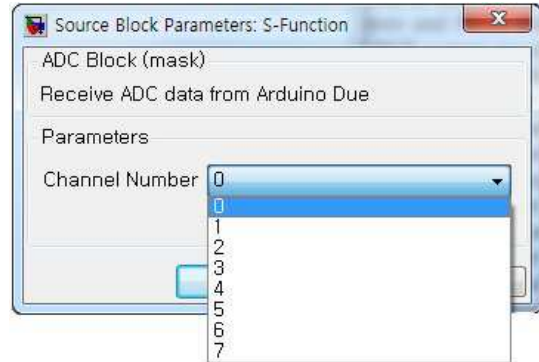 Source Block Parameters: S-Function
ADC Block (mask)
Receive ADC data from Arduino Due
Parameters
Channel Number 0
0
1
2
3
4
5
6
7